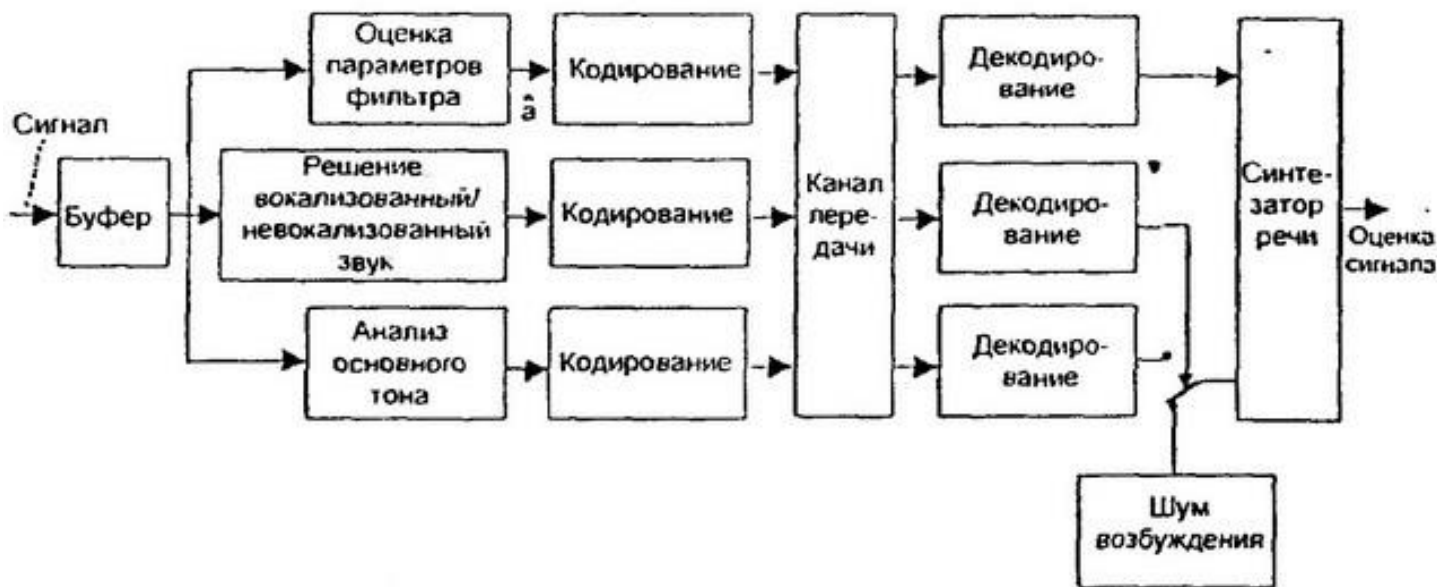 Сигнал
Буфер
Оценка
параметров
фильтра
â
Кодирование
Решение
вокализованный/
невокализованный
звук
Кодирование
Анализ
основного
тона
Кодирование
Канал
пере-
дачи
Декодиро-
вание
Декодиро-
вание
Декодиро-
вание
Синте-
затор
речи
Оценка
сигнала
Шум
возбуждения